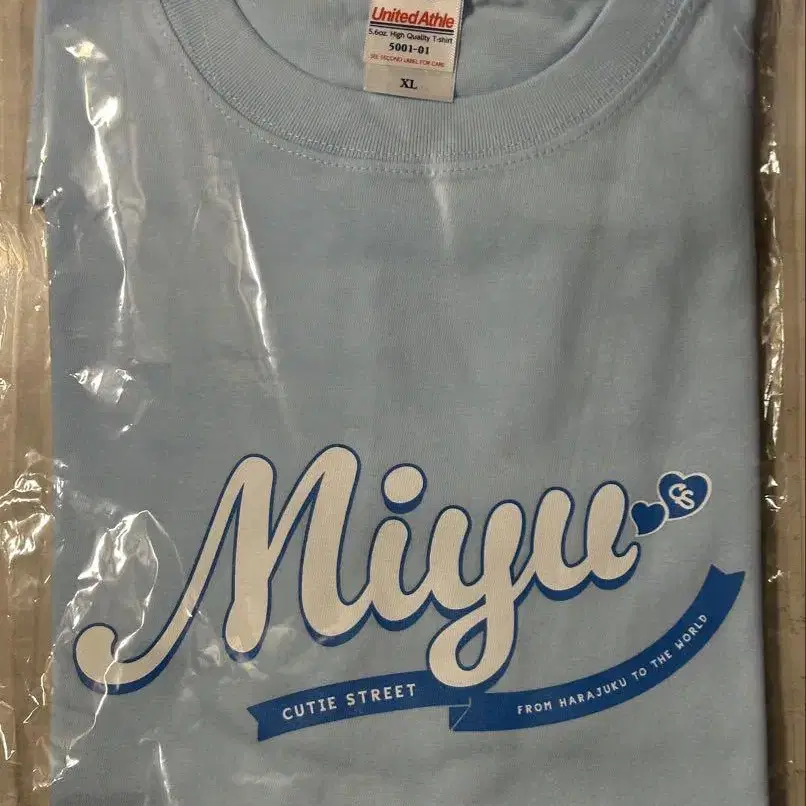 United Athle
5.6oz. High Quality T-shirt
5001-01
SEE SECOND LABEL FOR CARE
XL
Miyu
CS
CUTIE STREET
FROM HARAJUKU TO THE WORLD